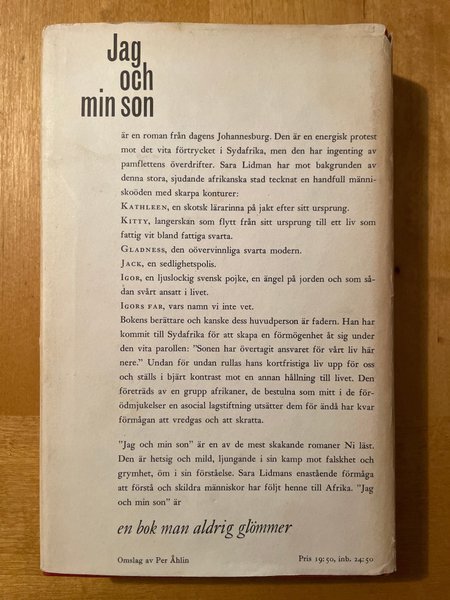 Jag
och
min son
är en roman från dagens Johannesburg. Den är en energisk protest
mot det vita förtrycket i Sydafrika, men den har ingenting av
pamflettens överdrifter. Sara Lidman har mot bakgrunden av
denna stora, sjudande afrikanska stad tecknat en handfull männi-
skoöden med skarpa konturer:
KATHLEEN, en skotsk lärarinna på jakt efter sitt ursprung.
KITTY, langerskan som flytt från sitt ursprung till ett liv som
fattig vit bland fattiga svarta.
GLADNESS, den oövervinnliga svarta modern.
JACK, en sedlighetspolis.
IGOR, en ljuslockig svensk pojke, en ängel på jorden och som så-
dan svårt ansatt i livet.
IGORS FAR, vars namn vi inte vet.
Bokens berättare och kanske dess huvudperson är fadern. Han har
kommit till Sydafrika för att skapa en förmögenhet åt sig under
den vita parollen: "Sonen har övertagit ansvaret för vårt liv här
nere." Undan för undan rullas hans kortfristiga liv upp för oss
och ställs i bjärt kontrast mot en annan hållning till livet. Den
företräds av en grupp afrikaner, de bestulna som mitt i de för-
ödmjukelser en asocial lagstiftning utsätter dem för ändå har kvar
förmågan att vredgas och att skratta.
"Jag och min son" är en av de mest skakande romaner Ni läst.
Den är hetsig och mild, ljungande i sin kamp mot falskhet och
grymhet, öm i sin förståelse. Sara Lidmans enastående förmåga
att förstå och skildra människor har följt henne till Afrika. "Jag
och min son" är
en bok man aldrig glömmer
Omslag av Per Åhlin Pris 19:50, inb. 24:50